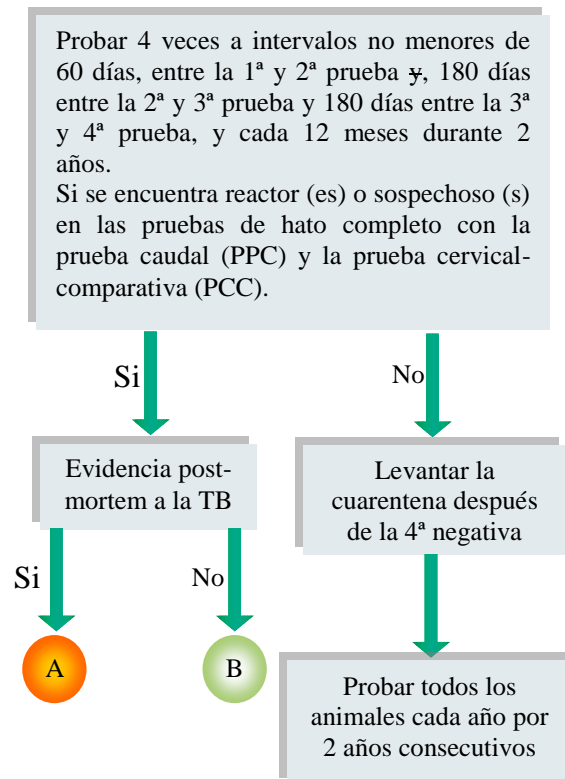 Probar 4 veces a intervalos no menores de
60 días, entre la 1ª y 2ª prueba y, 180 días
entre la 2ª y 3ª prueba y 180 días entre la 3ª
y 4ª prueba, y cada 12 meses durante 2
años.
Si se encuentra reactor (es) o sospechoso (s)
en las pruebas de hato completo con la
prueba caudal (PPC) y la prueba cervical-
comparativa (PCC).
Si
No
Evidencia post-
mortem a la TB
Levantar la
cuarentena después
de la 4ª negativa
Si
No
A
B
Probar todos los
animales cada año por
2 años consecutivos